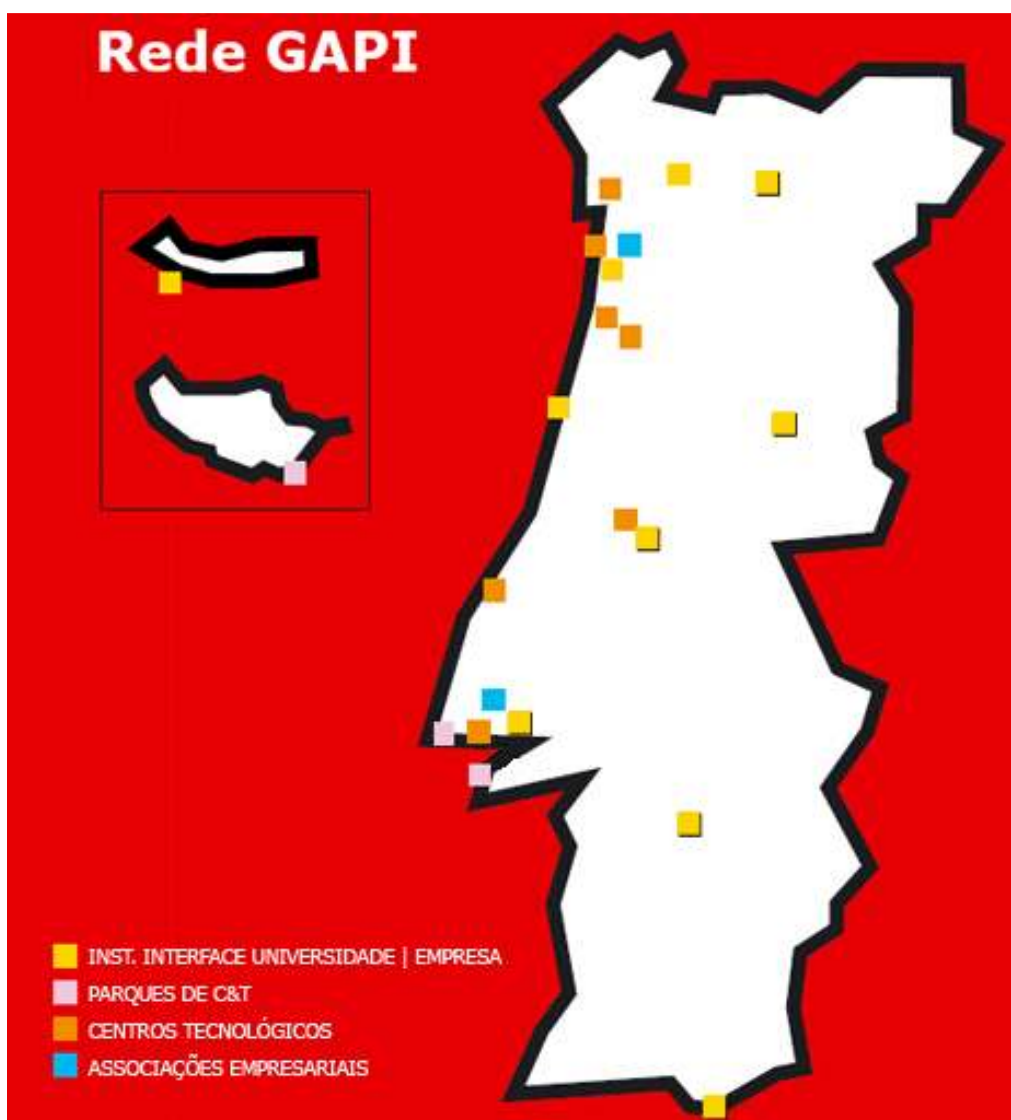 Rede GAPI
INST. INTERFACE UNIVERSIDADE | EMPRESA
PARQUES DE C&T
CENTROS TECNOLÓGICOS
ASSOCIAÇÕES EMPRESARIAIS